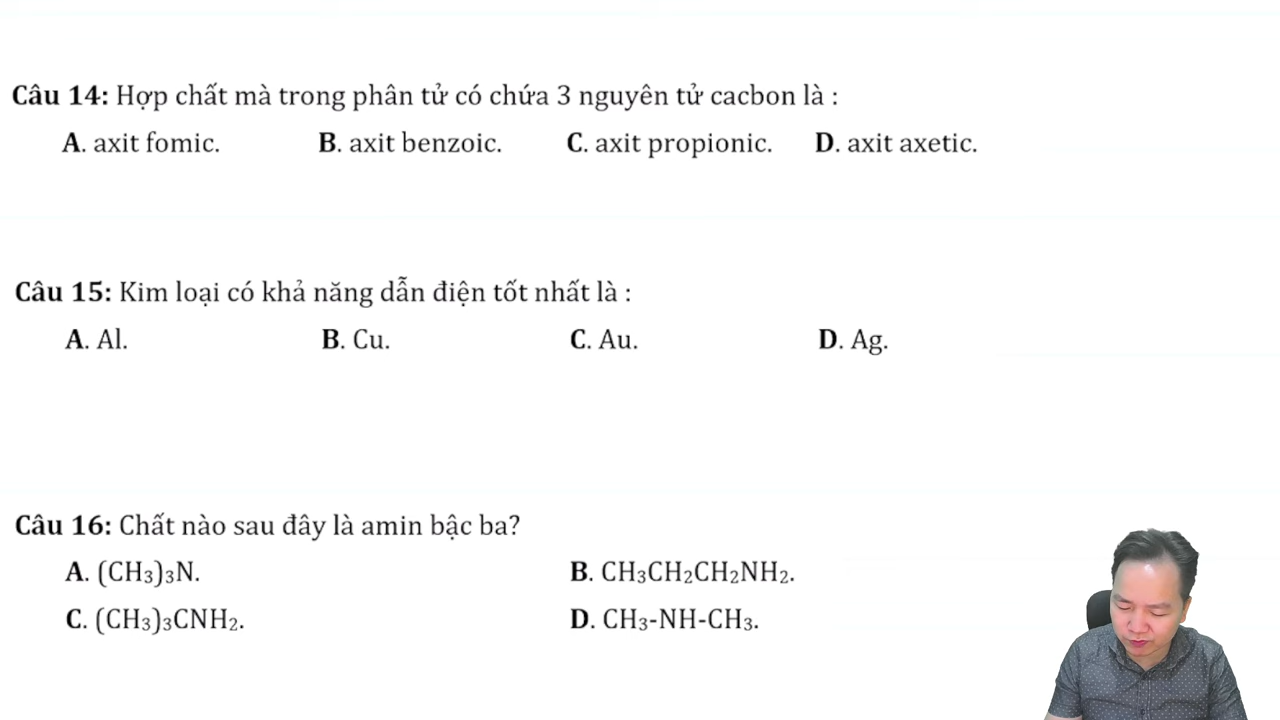 Câu 14: Hợp chất mà trong phân tử có chứa 3 nguyên tử cacbon là :
A. axit fomic. B. axit benzoic. C. axit propionic. D. axit axetic.
Câu 15: Kim loại có khả năng dẫn điện tốt nhất là :
A. Al. B. Cu. C. Au. D. Ag.
Câu 16: Chất nào sau đây là amin bậc ba?
A. (CH₃)₃N. B. CH₃CH₂CH₂NH₂.
C. (CH₃)₃CNH₂. D. CH₃-NH-CH₃.